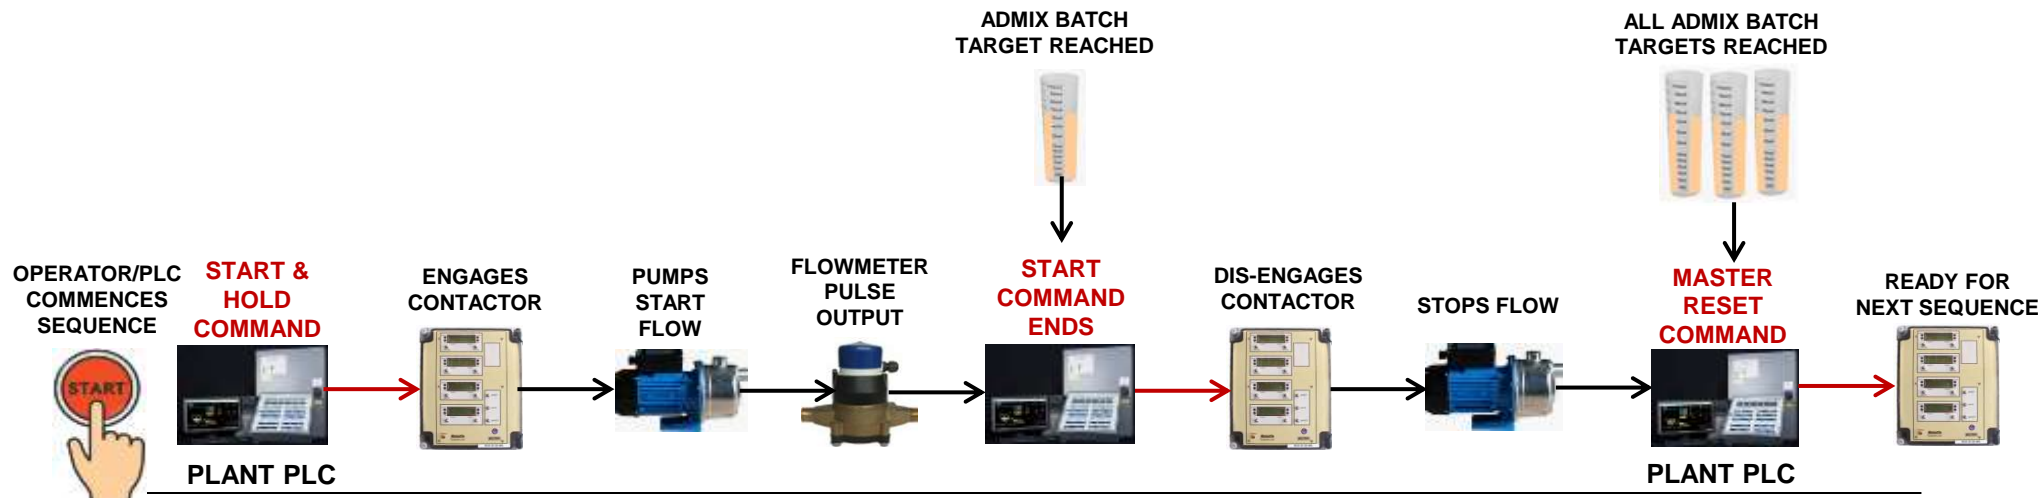 ADMIX BATCH
TARGET REACHED
ALL ADMIX BATCH
TARGETS REACHED
OPERATOR/PLC
COMMENCES
SEQUENCE
START &
HOLD
COMMAND
ENGAGES
CONTACTOR
PUMPS
START
FLOW
FLOWMETER
PULSE
OUTPUT
START
COMMAND
ENDS
DIS-ENGAGES
CONTACTOR
STOPS FLOW
MASTER
RESET
COMMAND
READY FOR
NEXT SEQUENCE
START
PLANT PLC
PLANT PLC